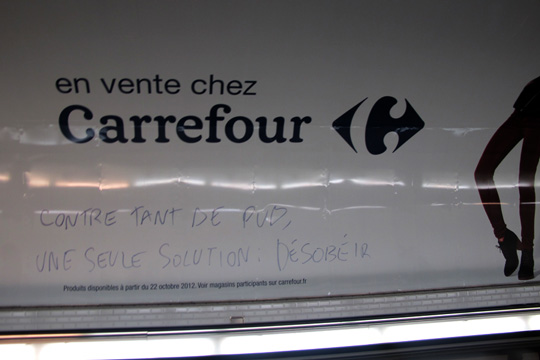 en vente chez
Carrefour
CONTRE TANT DE PUB,
UNE SEULE SOLUTION : DÉSOBÉIR
Produits disponibles à partir du 22 octobre 2012. Voir magasins participants sur carrefour.fr